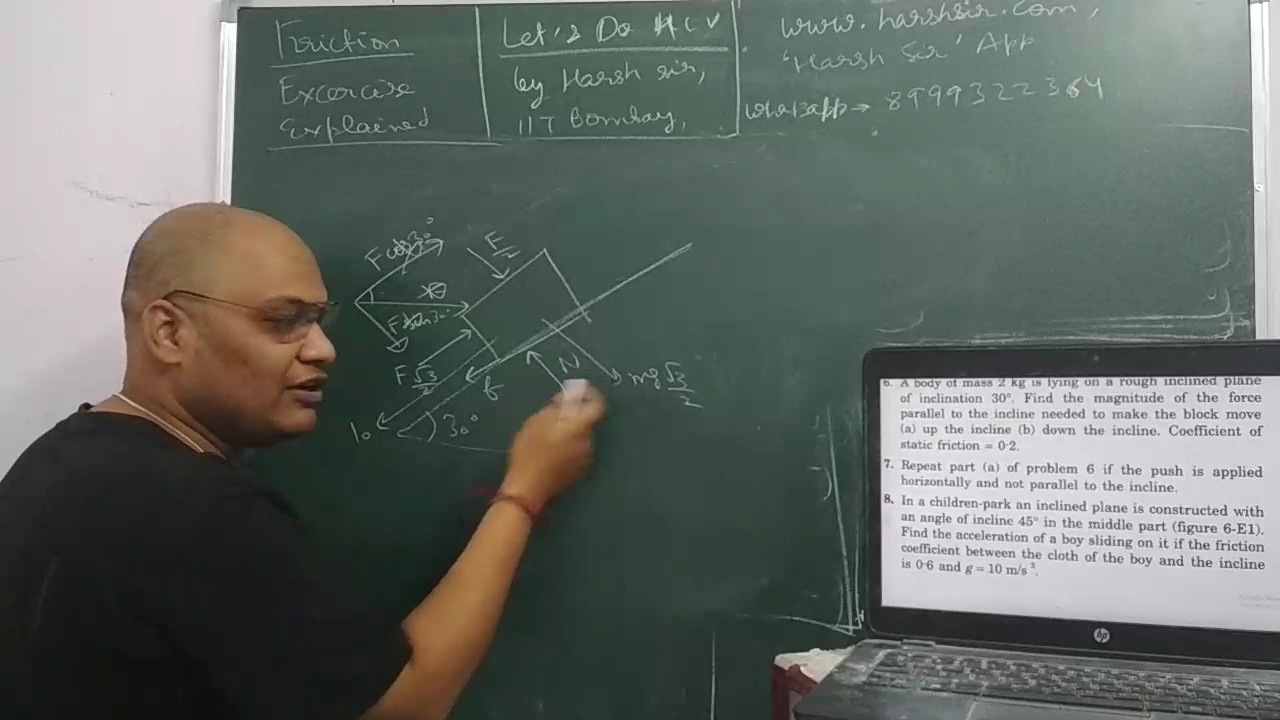 Friction
Excercise
Explained
Let's Do HCV
by Harsh sir,
IIT Bombay,
www.harshsir.com,
'Harsh Sir' App
whatsapp → 8999322364
F
F
2
F √3
2
f
N
mg √3
2
10
30°
6. A body of mass 2 kg is lying on a rough inclined plane
of inclination 30°. Find the magnitude of the force
parallel to the incline needed to make the block move
(a) up the incline (b) down the incline. Coefficient of
static friction = 0·2.
7. Repeat part (a) of problem 6 if the push is applied
horizontally and not parallel to the incline.
8. In a children-park an inclined plane is constructed with
an angle of incline 45° in the middle part (figure 6-E1).
Find the acceleration of a boy sliding on it if the friction
coefficient between the cloth of the boy and the incline
is 0·6 and g = 10 m/s².
hp